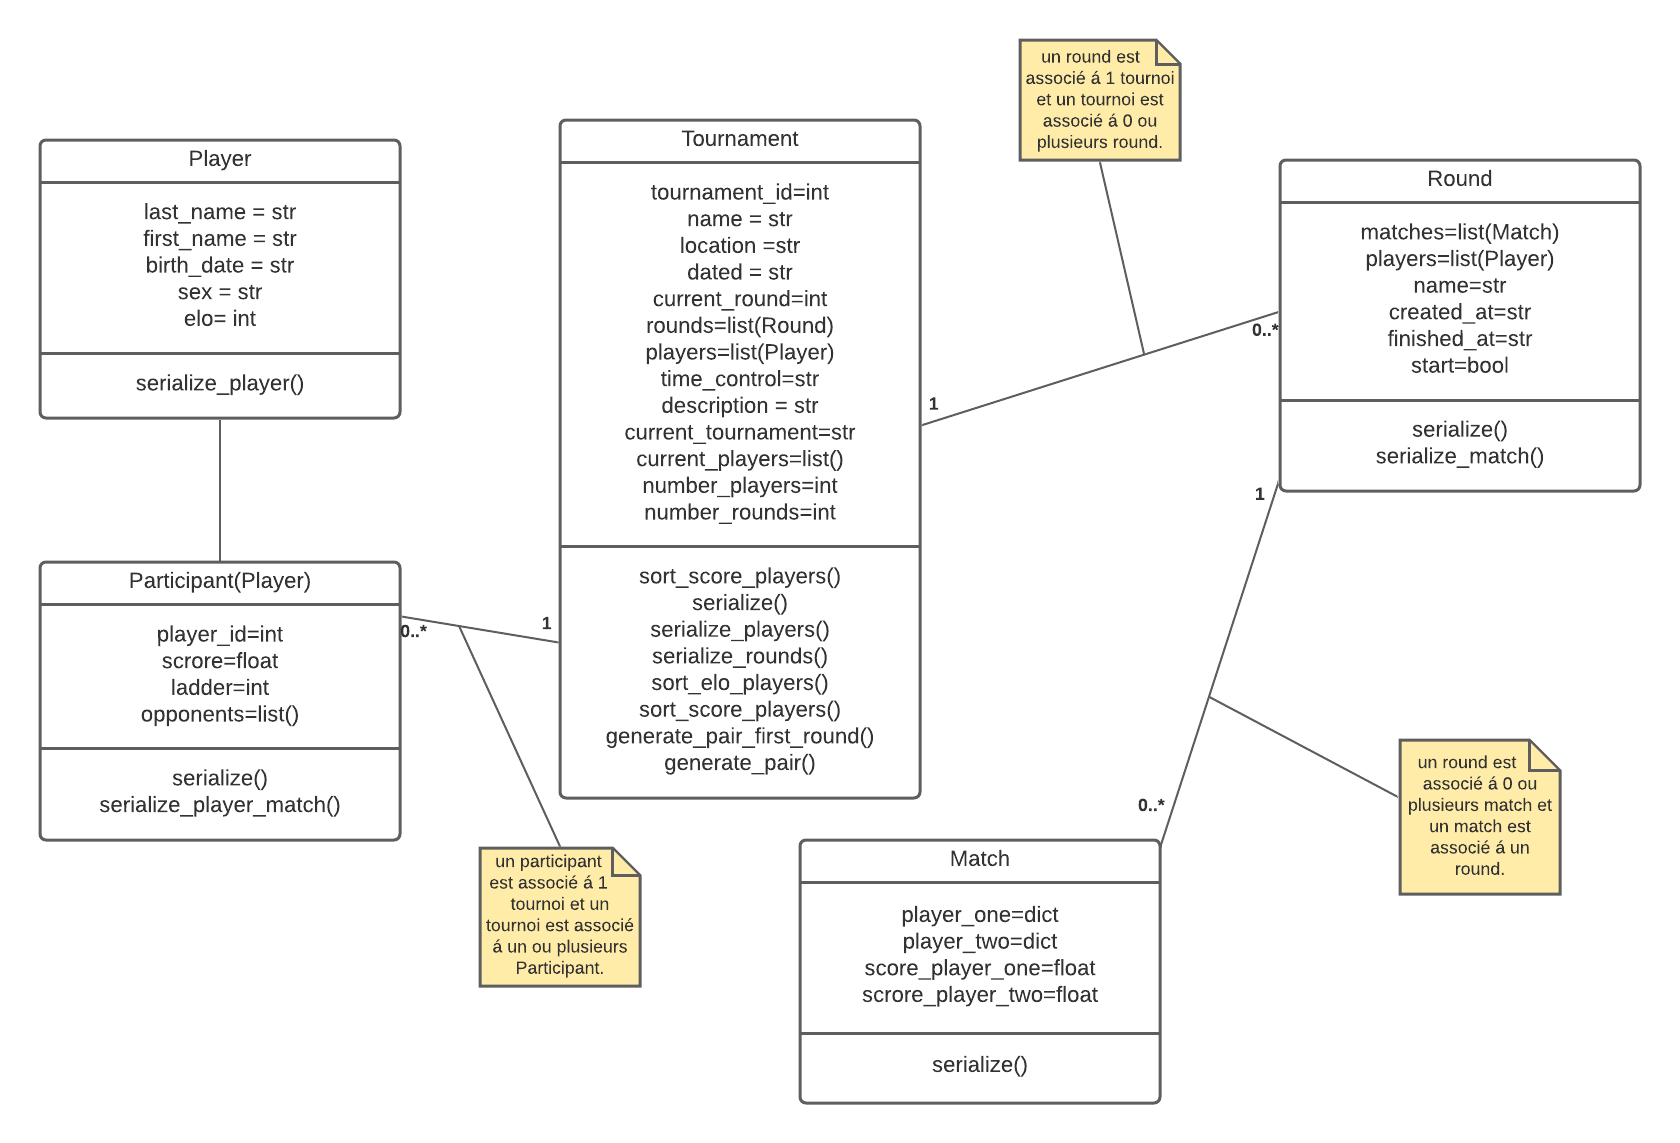 un round est
associé á 1 tournoi
et un tournoi est
associé á 0 ou
plusieurs round.
Player
last_name = str
first_name = str
birth_date = str
sex = str
elo= int
serialize_player()
Tournament
tournament_id=int
name = str
location =str
dated = str
current_round=int
rounds=list(Round)
players=list(Player)
time_control=str
description = str
current_tournament=str
current_players=list()
number_players=int
number_rounds=int
sort_score_players()
serialize()
serialize_players()
serialize_rounds()
sort_elo_players()
sort_score_players()
generate_pair_first_round()
generate_pair()
Round
matches=list(Match)
players=list(Player)
name=str
created_at=str
finished_at=str
start=bool
serialize()
serialize_match()
0..*
1
1
0..*
Participant(Player)
player_id=int
scrore=float
ladder=int
opponents=list()
serialize()
serialize_player_match()
0..*
1
un participant
est associé á 1
tournoi et un
tournoi est associé
á un ou plusieurs
Participant.
Match
player_one=dict
player_two=dict
score_player_one=float
scrore_player_two=float
serialize()
un round est
associé á 0 ou
plusieurs match et
un match est
associé á un
round.